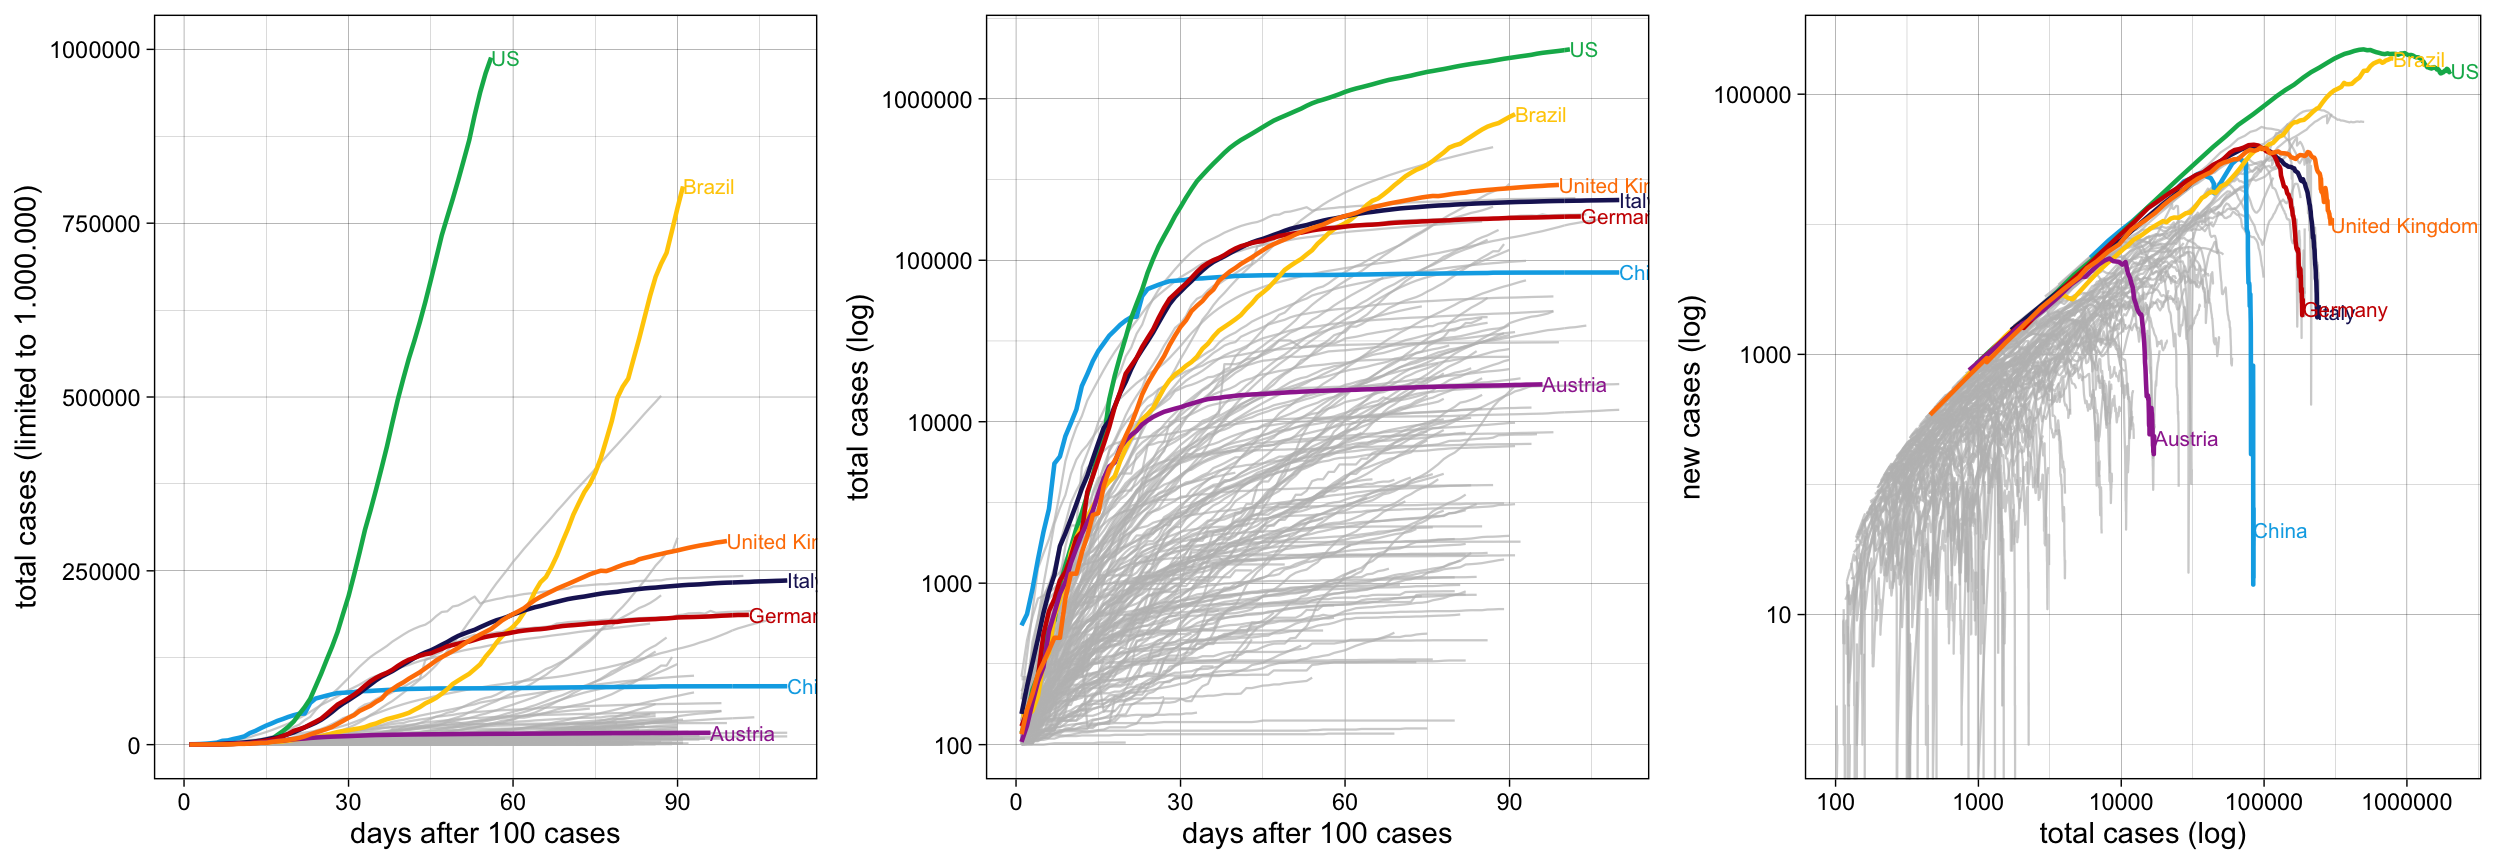 total cases (limited to 1.000.000)
1000000
750000
500000
250000
0
US
Brazil
United Kin
Italy
German
Chi
Austria
0 30 60 90
days after 100 cases
total cases (log)
1000000
100000
10000
1000
100
US
Brazil
United Kin
Italy
German
Chi
Austria
0 30 60 90
days after 100 cases
new cases (log)
100000
1000
10
Brazil
US
United Kingdom
Germany
Italy
Austria
China
100 1000 10000 100000 1000000
total cases (log)